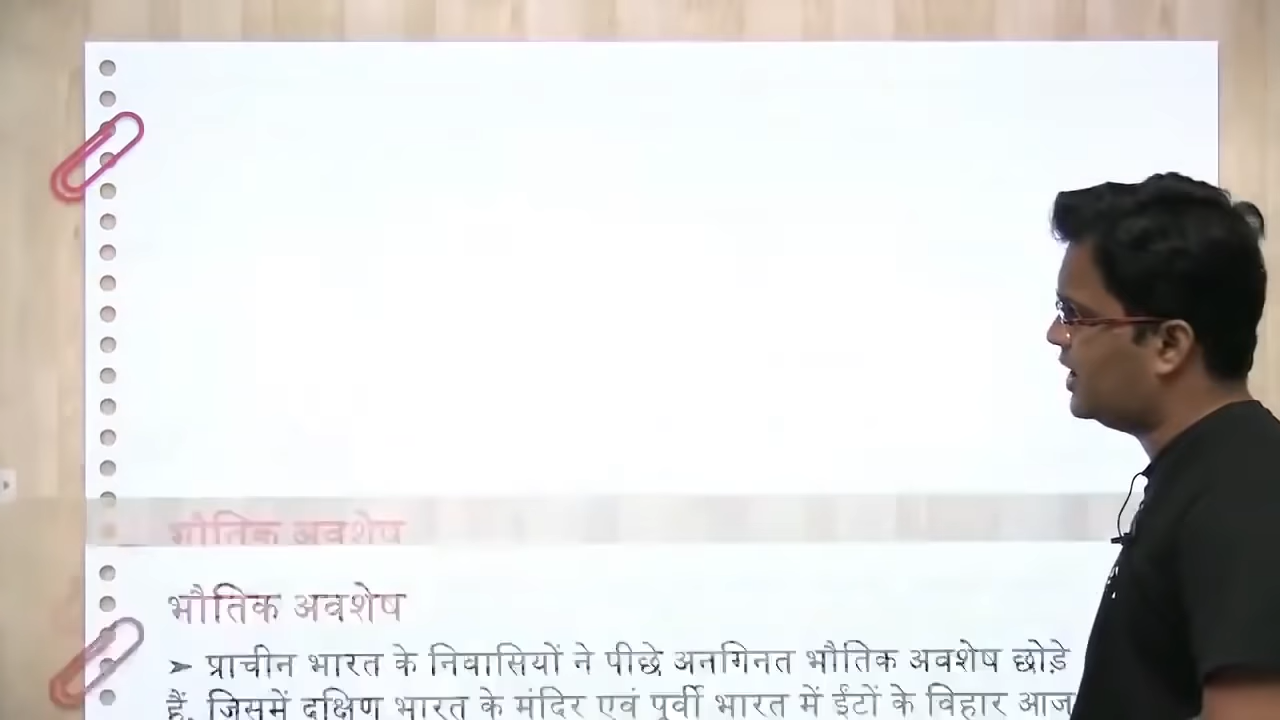 भौतिक अवशेष
भौतिक अवशेष
➤ प्राचीन भारत के निवासियों ने पीछे अनगिनत भौतिक अवशेष छोड़े
हैं, जिसमें दक्षिण भारत के मंदिर एवं पूर्वी भारत में ईंटों के विहार आज